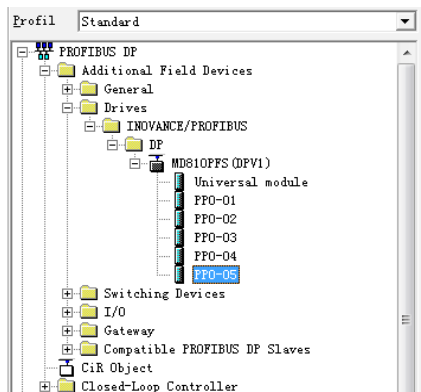 Profil Standard
PROFIBUS DP
Additional Field Devices
General
Drives
INOVANCE/PROFIBUS
DP
MD810PFS(DPV1)
Universal module
PPO-01
PPO-02
PPO-03
PPO-04
PPO-05
Switching Devices
I/O
Gateway
Compatible PROFIBUS DP Slaves
CiR Object
Closed-Loop Controller